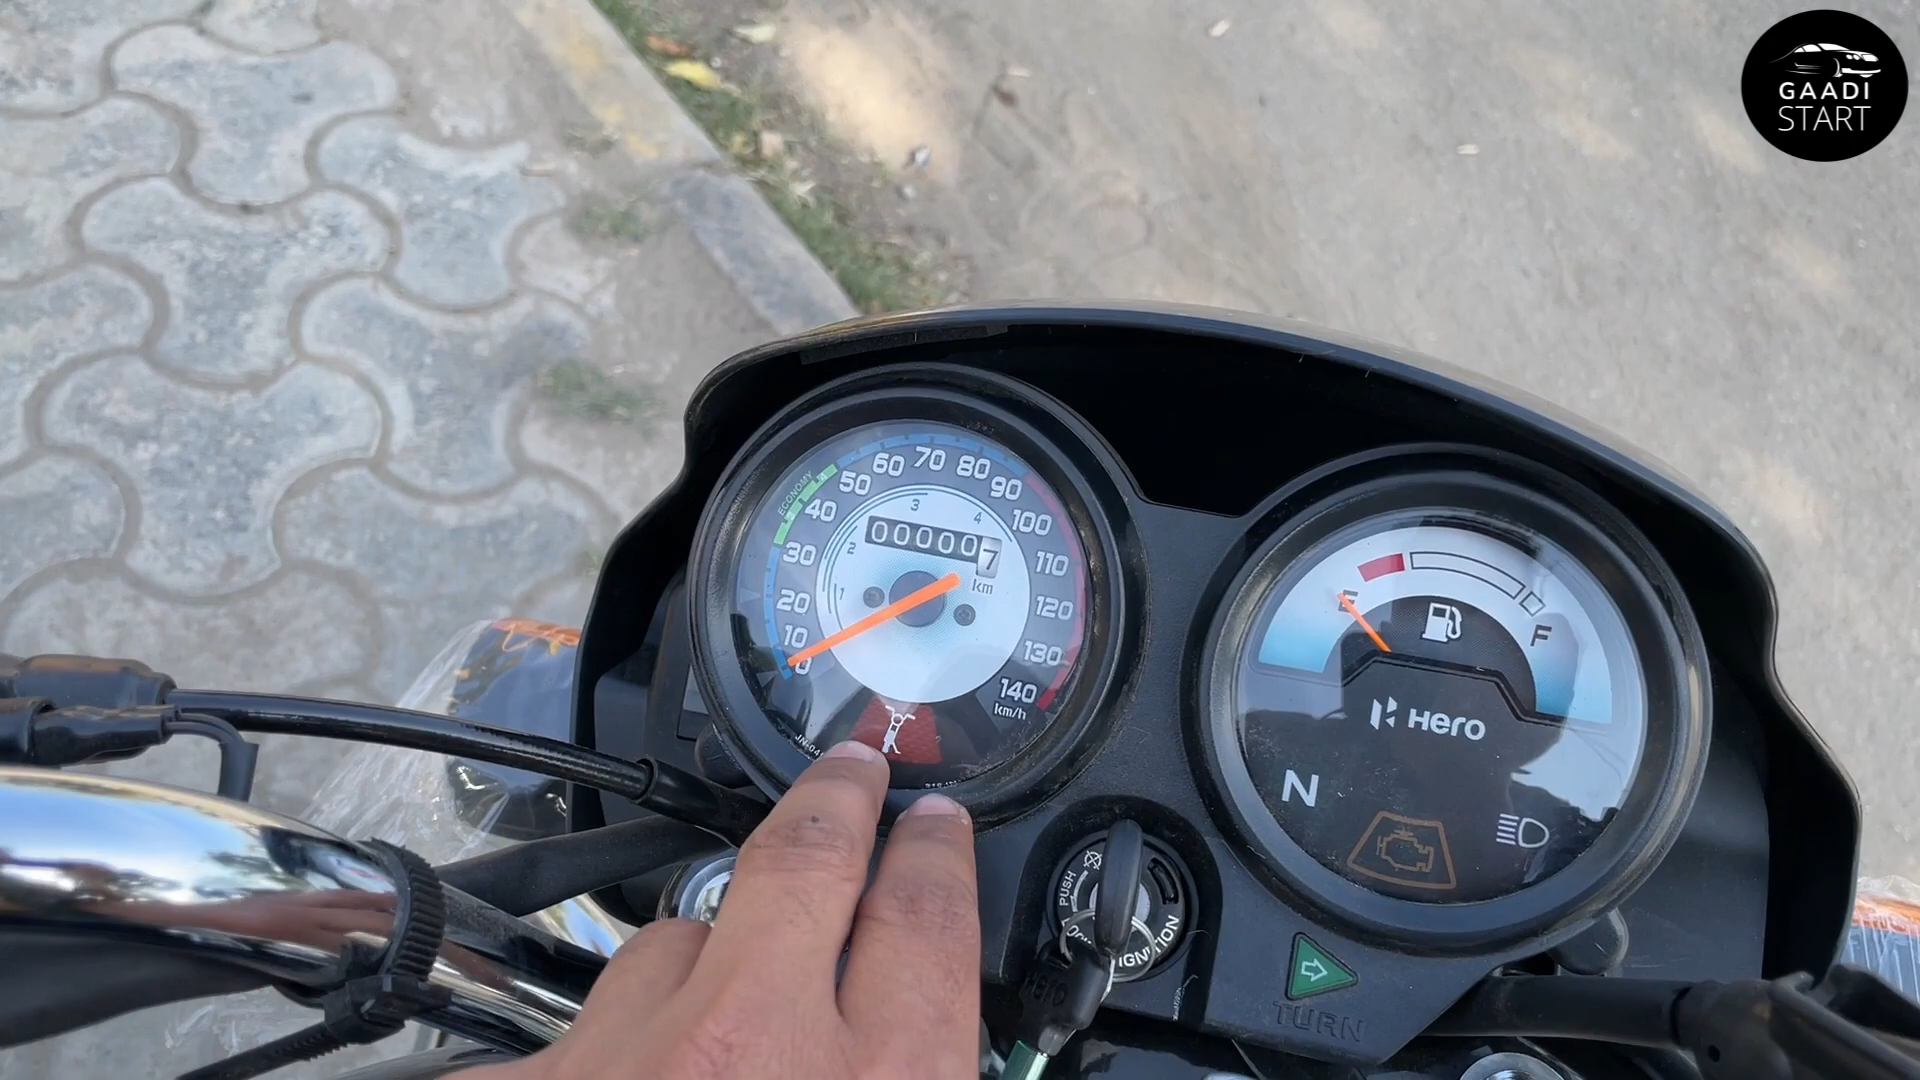 GAADI
START
ECONOMY
0
10
20
30
40
50
60
70
80
90
100
110
120
130
140
km/h
1
2
3
4
000007
km
E
F
Hero
N
PUSH
IGNITION
TURN